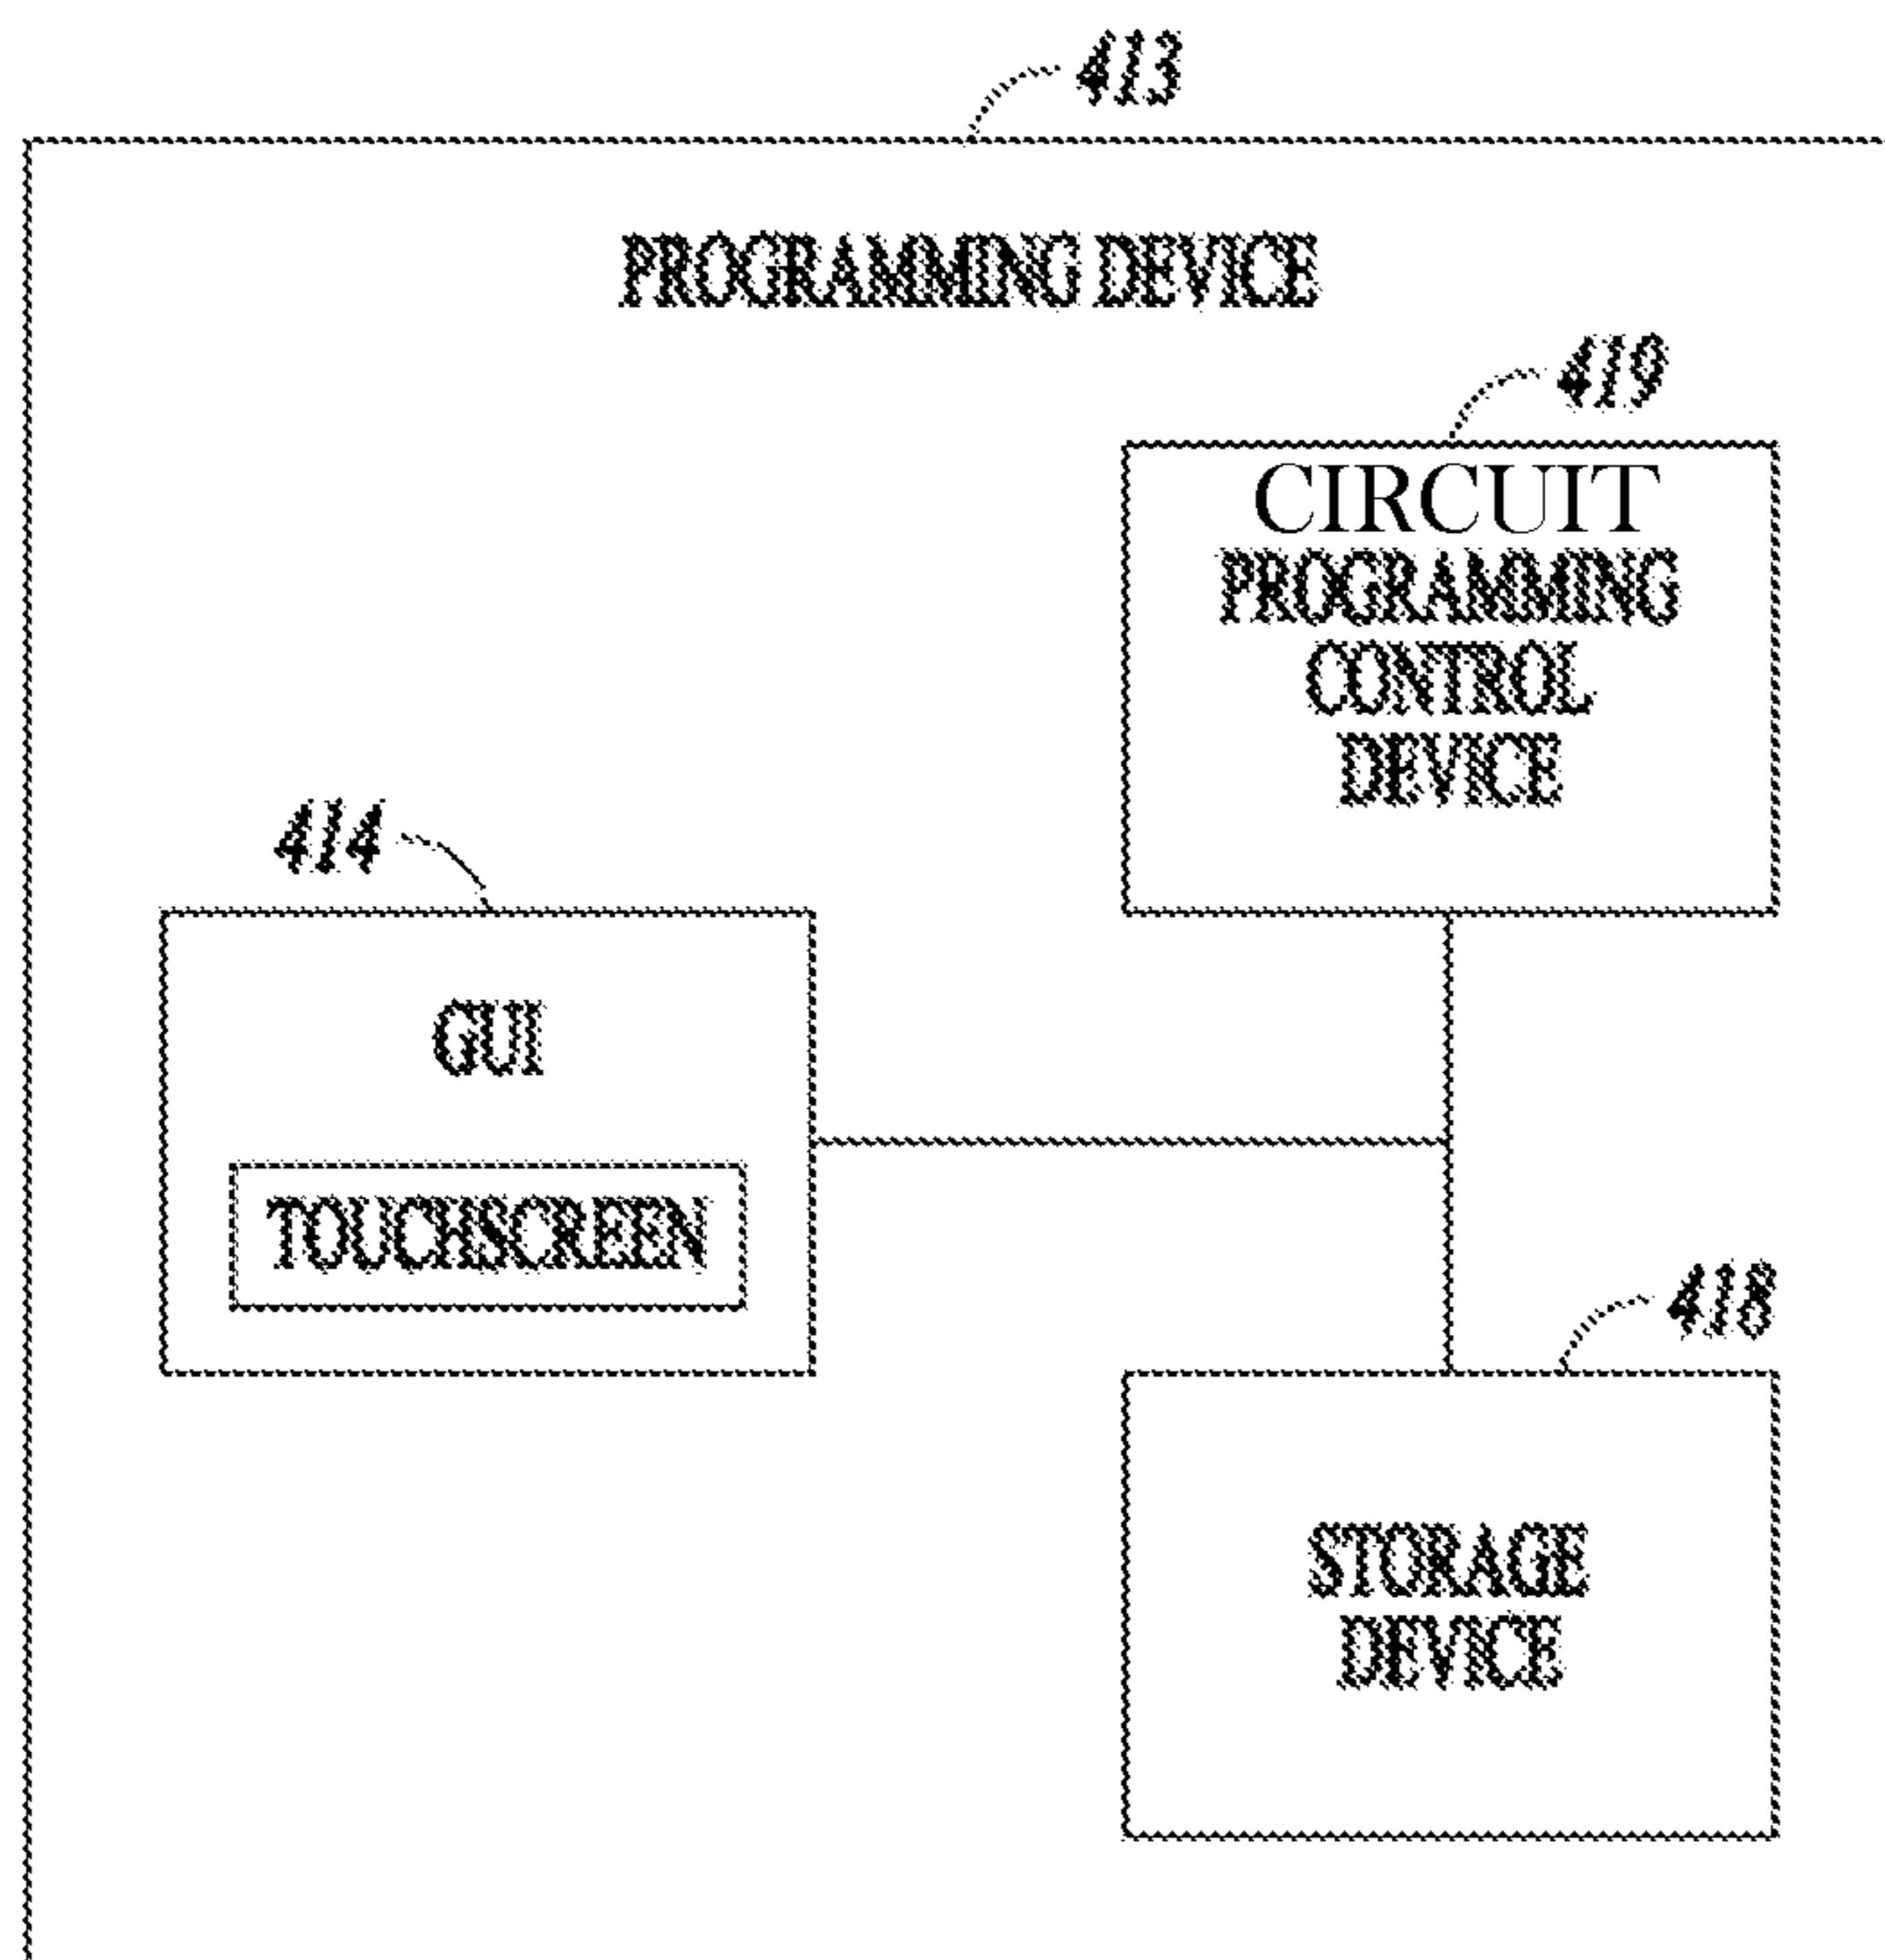 413
PROGRAMMING DEVICE
419
CIRCUIT
PROGRAMMING
CONTROL
DEVICE
414
GUI
TOUCHSCREEN
418
STORAGE
DEVICE